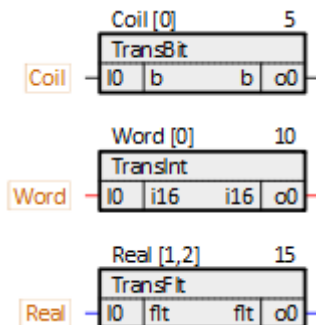 Coil [0] 5
TransBit
Coil I0 b b o0
Word [0] 10
TransInt
Word I0 i16 i16 o0
Real [1,2] 15
TransFlt
Real I0 flt flt o0